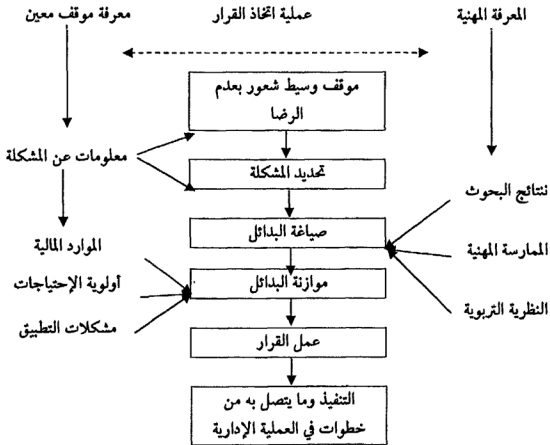 المعرفة المهنية
عملية اتخاذ القرار
معرفة موقف معين
موقف وسيط شعور بعدم
الرضا
معلومات عن المشكلة
تحديد المشكلة
ننتائج البحوث
صياغة البدائل
الموارد المالية
الممارسة المهنية
موازنة البدائل
أولوية الإحتياجات
النظرية التربوية
مشكلات التطبيق
عمل القرار
التنفيذ وما يتصل به من
خطوات في العملية الإدارية